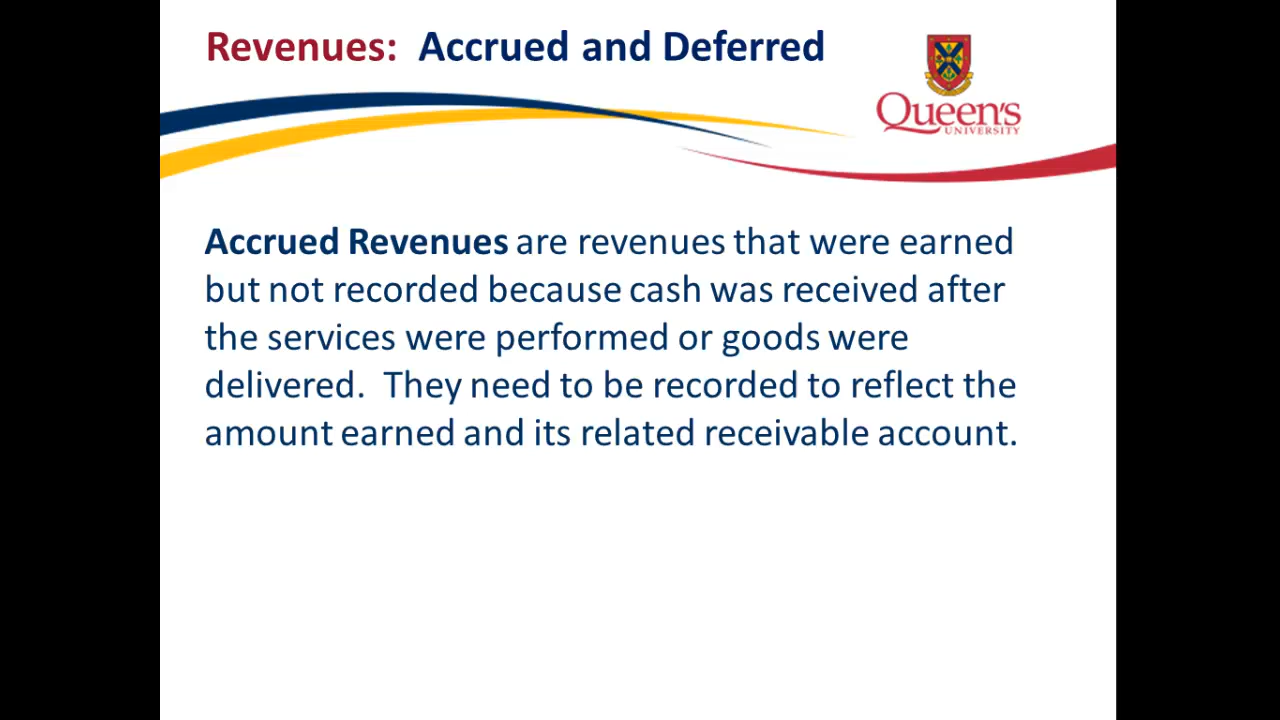 Revenues: Accrued and Deferred
Queen's
UNIVERSITY
Accrued Revenues are revenues that were earned
but not recorded because cash was received after
the services were performed or goods were
delivered. They need to be recorded to reflect the
amount earned and its related receivable account.